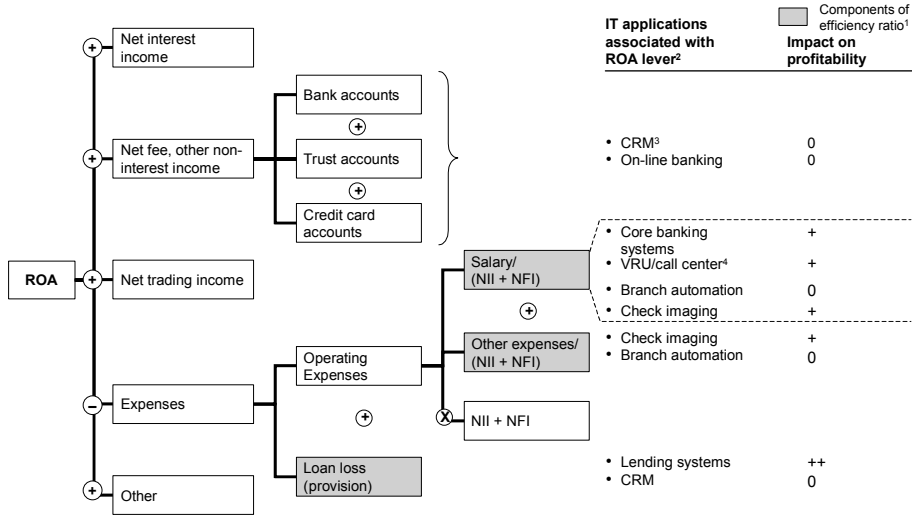 Components of
efficiency ratio¹
IT applications
associated with
ROA lever²
Impact on
profitability
Net interest
income
+
Bank accounts
+
Net fee, other non-
interest income
+
Trust accounts
+
Credit card
accounts
• CRM³ 0
• On-line banking 0
ROA
+
Net trading income
Salary/
(NII + NFI)
+
• Core banking
systems
+
• VRU/call center⁴ +
• Branch automation 0
• Check imaging +
Operating
Expenses
Other expenses/
(NII + NFI)
• Check imaging +
• Branch automation 0
–
Expenses
+
X
NII + NFI
+
Other
Loan loss
(provision)
• Lending systems ++
• CRM 0